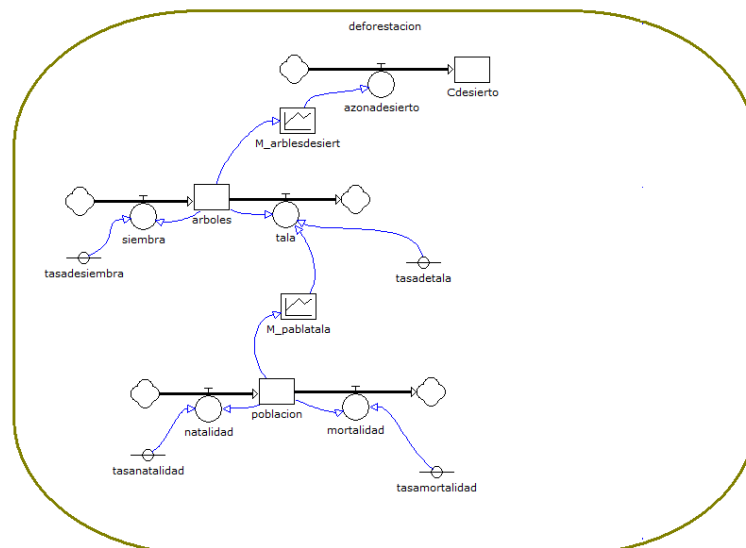 deforestacion
Cdesierto
azonadesierto
M_arblesdesiert
arboles
siembra
tala
tasadesiembra
tasadetala
M_pablatala
poblacion
natalidad
mortalidad
tasanatalidad
tasamortalidad